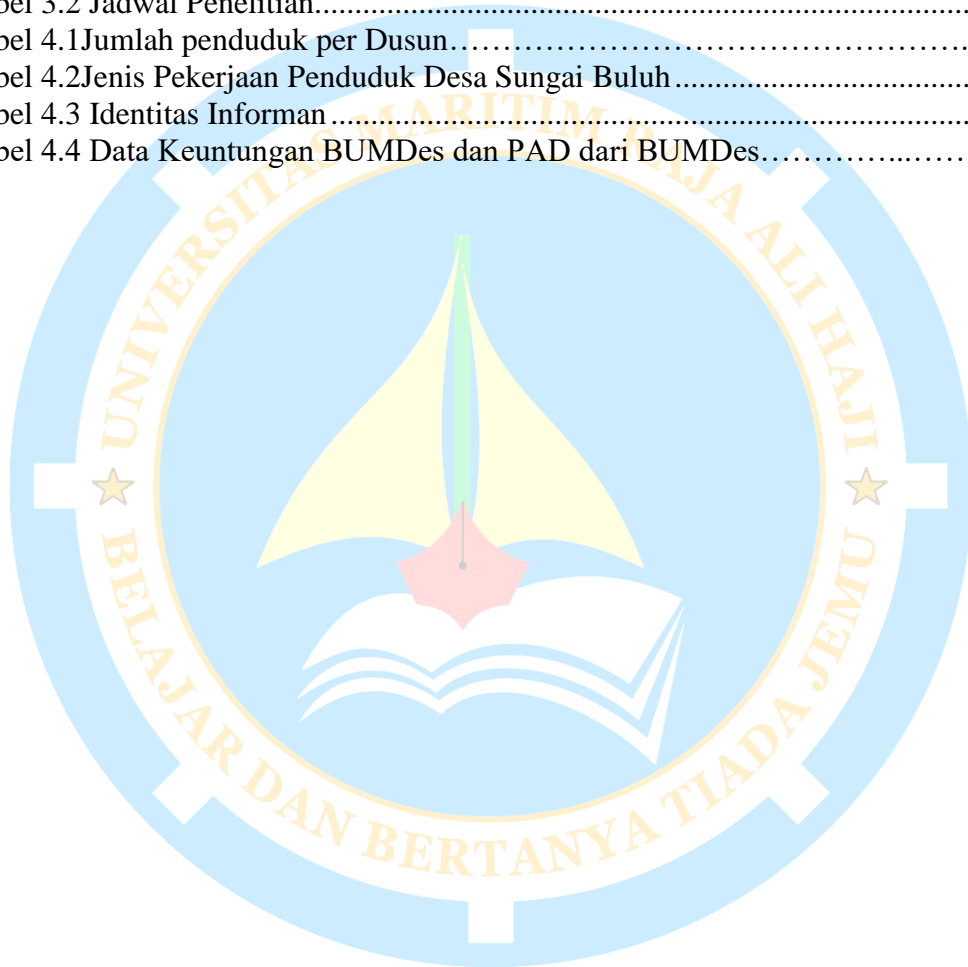 bel 3.2 Jadwal Penelitian.......................................................................................
bel 4.1Jumlah penduduk per Dusun……………………………………………….
bel 4.2Jenis Pekerjaan Penduduk Desa Sungai Buluh.......................................
bel 4.3 Identitas Informan.....................................................................................
bel 4.4 Data Keuntungan BUMDes dan PAD dari BUMDes…………...……
UNIVERSITAS MARITIM RAJA ALI HAJI
BELAJAR DAN BERTANYA TIADA JEMU